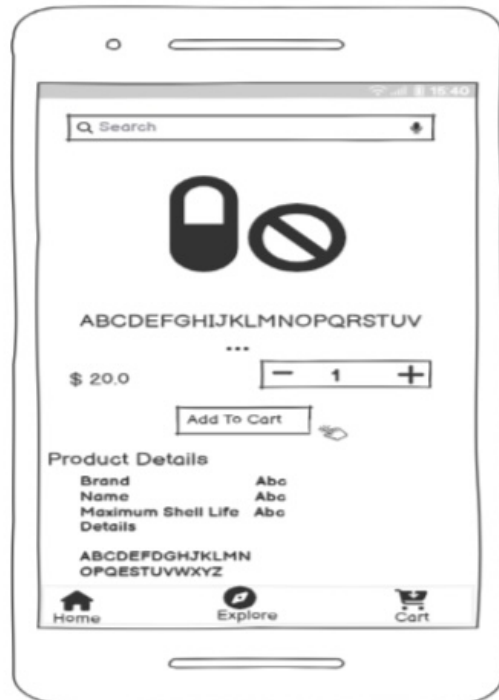 15:40
Search
ABCDEFGHIJKLMNOPQRSTUV
...
$ 20.0 − 1 +
Add To Cart
Product Details
Brand Abc
Name Abc
Maximum Shell Life Abc
Details
ABCDEFDGHJKLMN
OPQESTUVWXYZ
Home Explore Cart